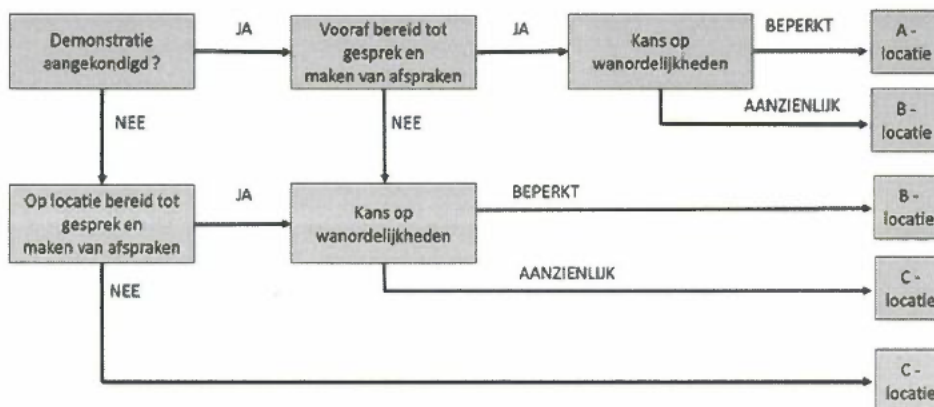 Demonstratie
aangekondigd ?
JA
Vooraf bereid tot
gesprek en
maken van afspraken
JA
Kans op
wanordelijkheden
BEPERKT
A -
locatie
AANZIENLIJK
B -
locatie
NEE
NEE
Op locatie bereid tot
gesprek en
maken van afspraken
JA
Kans op
wanordelijkheden
BEPERKT
B -
locatie
AANZIENLIJK
C -
locatie
NEE
C -
locatie